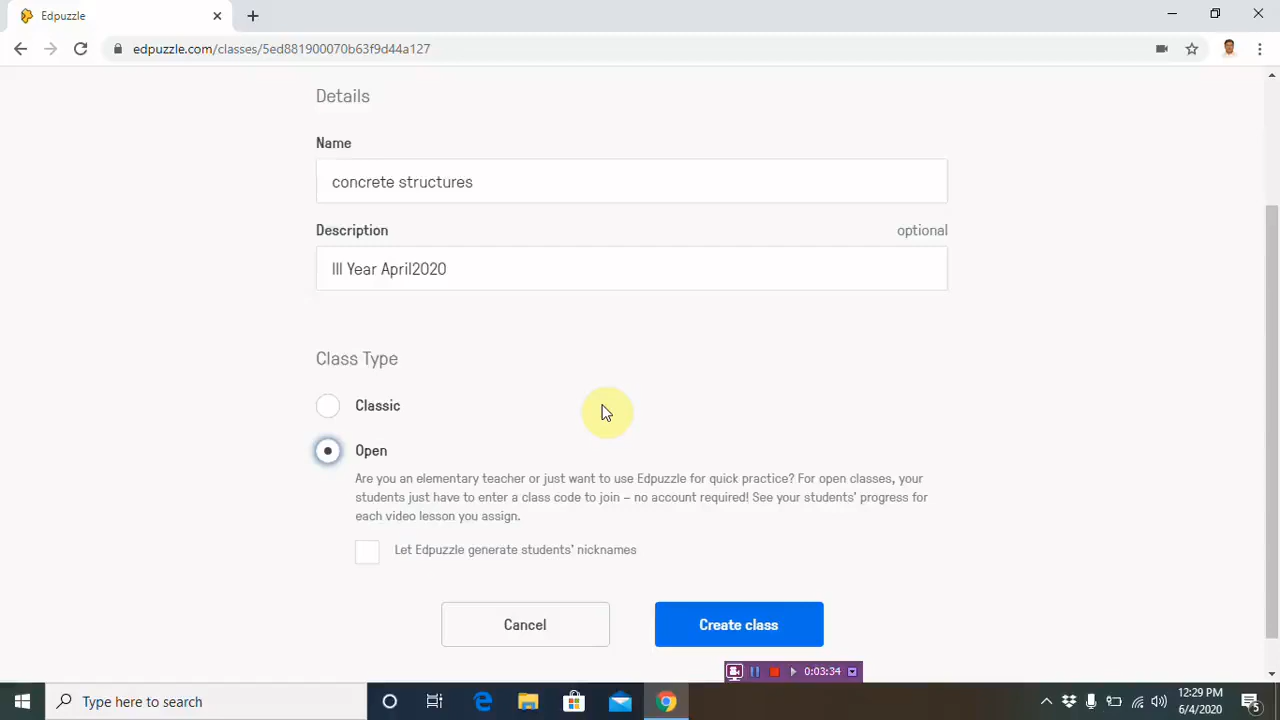 Edpuzzle
edpuzzle.com/classes/5ed881900070b63f9d44a127
Details
Name
concrete structures
Description optional
III Year April2020
Class Type
Classic
Open
Are you an elementary teacher or just want to use Edpuzzle for quick practice? For open classes, your
students just have to enter a class code to join – no account required! See your students' progress for
each video lesson you assign.
Let Edpuzzle generate students' nicknames
Cancel Create class
0:03:34
Type here to search
12:29 PM
6/4/2020
5